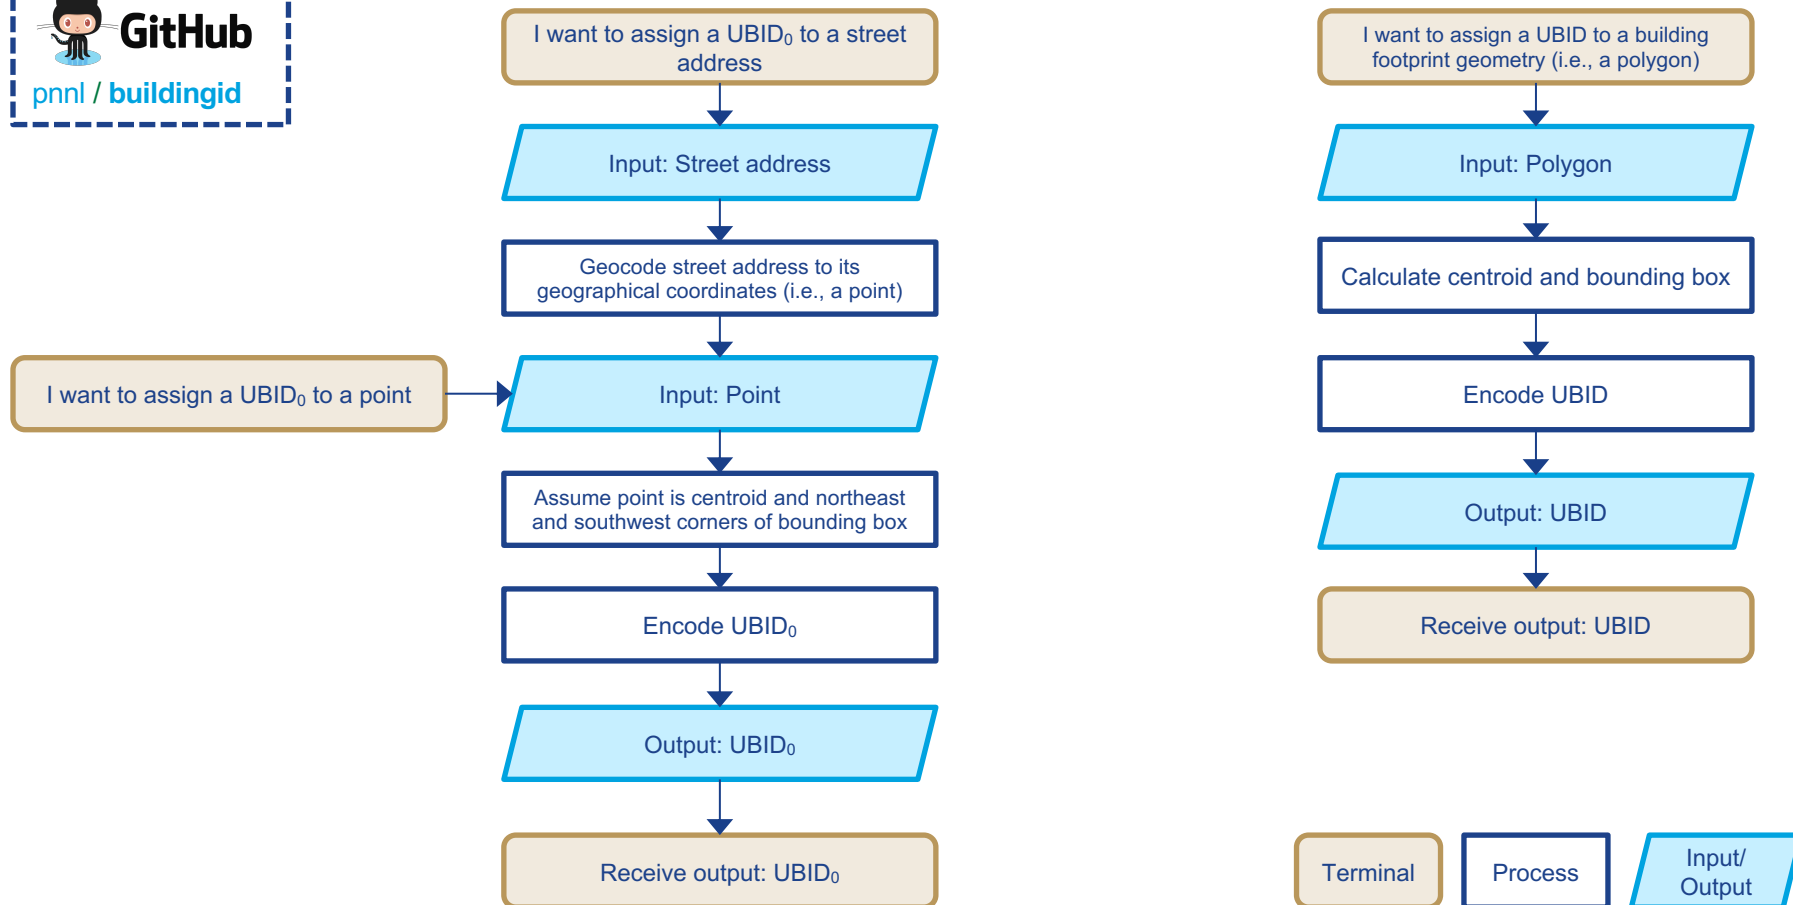 GitHub
pnnl / buildingid
I want to assign a UBID₀ to a street
address
Input: Street address
Geocode street address to its
geographical coordinates (i.e., a point)
I want to assign a UBID₀ to a point
Input: Point
Assume point is centroid and northeast
and southwest corners of bounding box
Encode UBID₀
Output: UBID₀
Receive output: UBID₀
I want to assign a UBID to a building
footprint geometry (i.e., a polygon)
Input: Polygon
Calculate centroid and bounding box
Encode UBID
Output: UBID
Receive output: UBID
Terminal
Process
Input/
Output